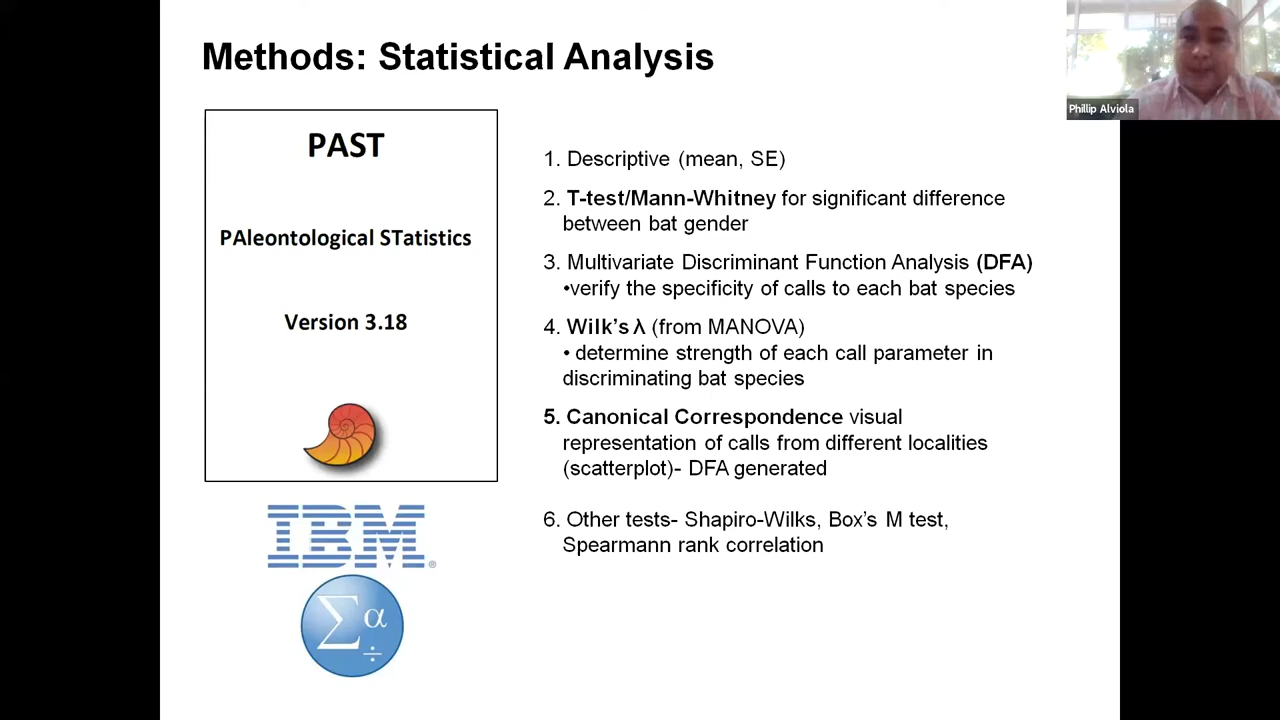 Methods: Statistical Analysis
Phillip Alviola
PAST
PAleontological STatistics
Version 3.18
IBM®
Σα÷
1. Descriptive (mean, SE)
2. T-test/Mann-Whitney for significant difference
between bat gender
3. Multivariate Discriminant Function Analysis (DFA)
•verify the specificity of calls to each bat species
4. Wilk's λ (from MANOVA)
• determine strength of each call parameter in
discriminating bat species
5. Canonical Correspondence visual
representation of calls from different localities
(scatterplot)- DFA generated
6. Other tests- Shapiro-Wilks, Box's M test,
Spearmann rank correlation